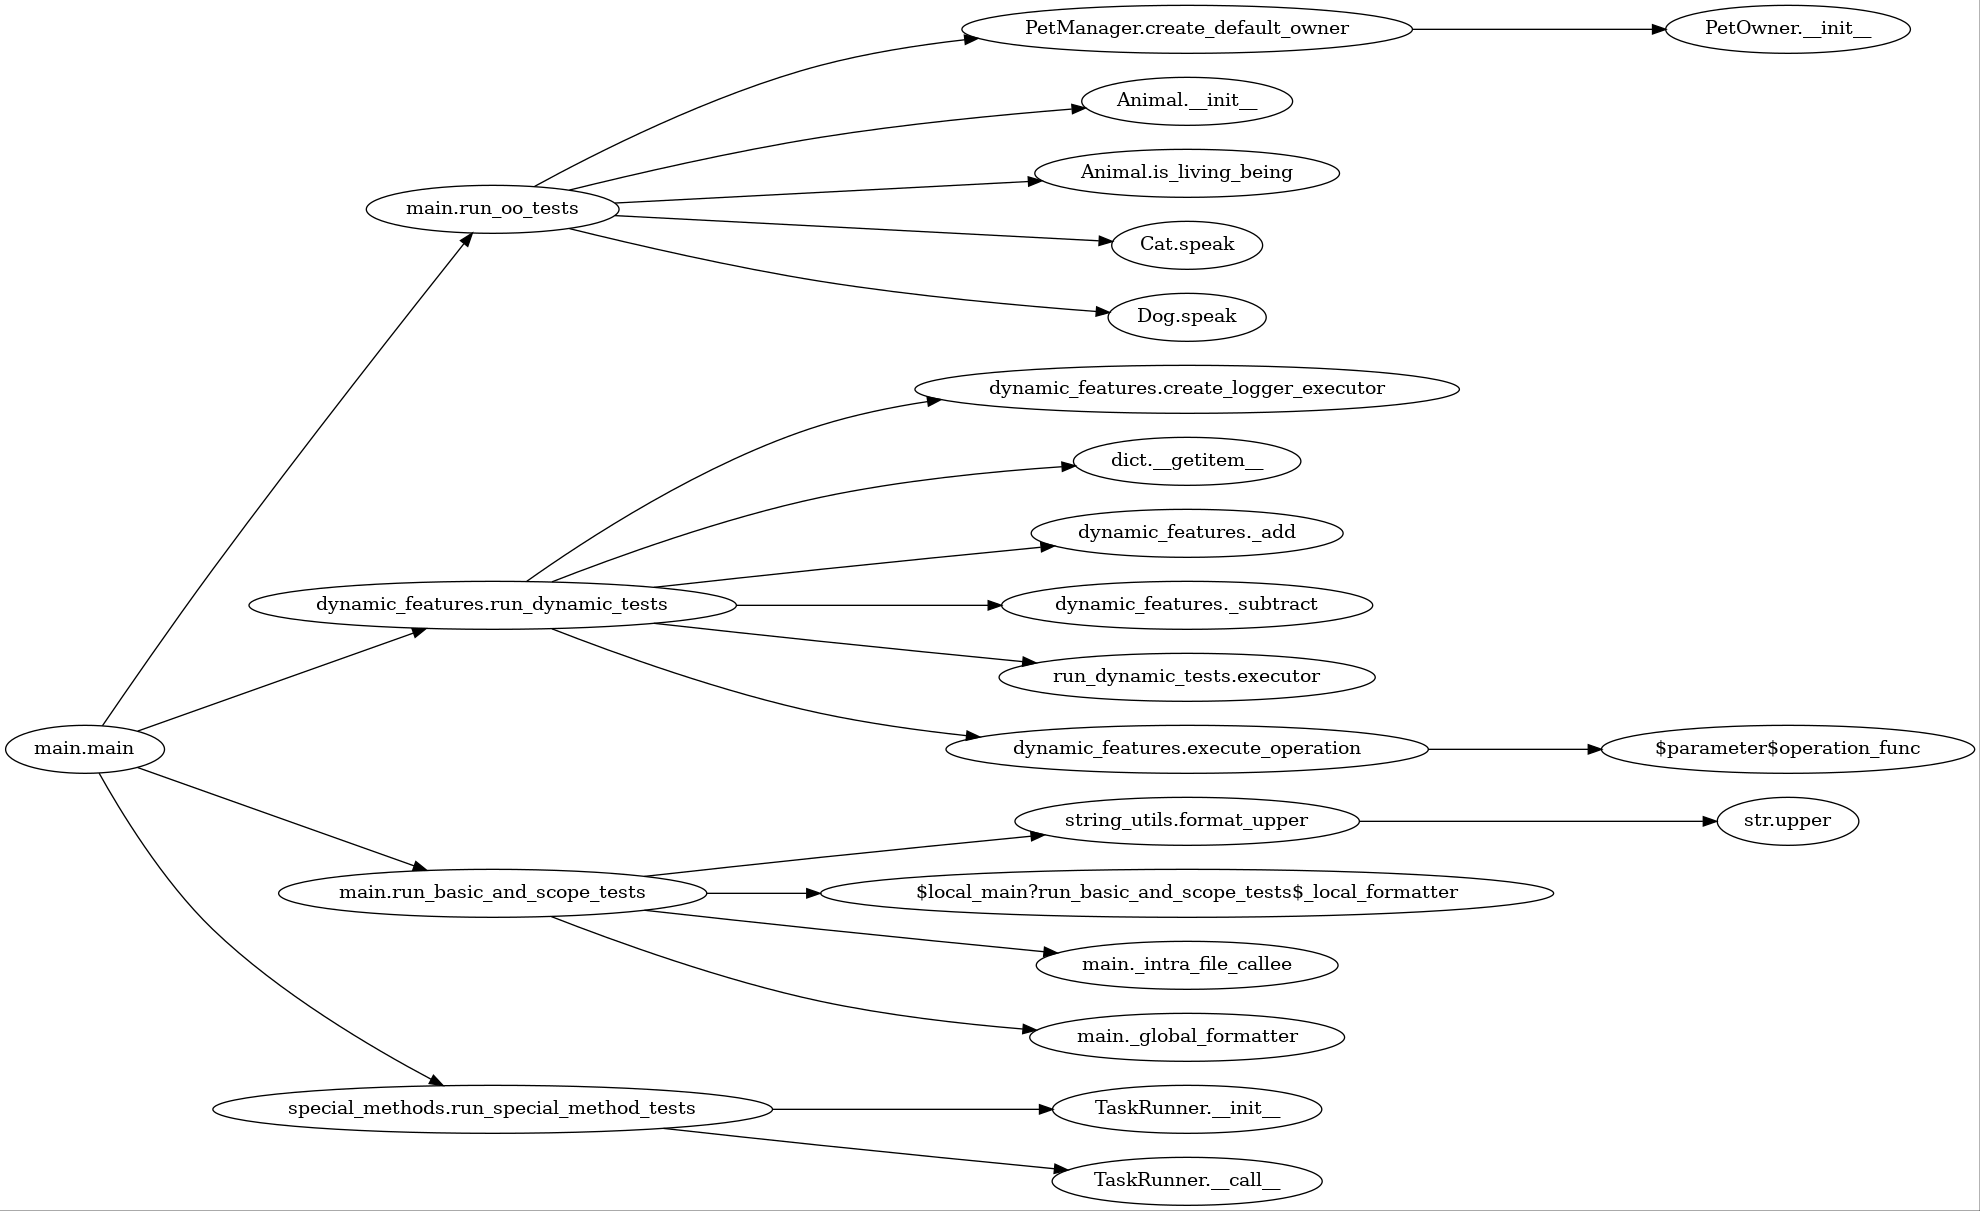 PetManager.create_default_owner
PetOwner.__init__
Animal.__init__
Animal.is_living_being
main.run_oo_tests
Cat.speak
Dog.speak
dynamic_features.create_logger_executor
dict.__getitem__
dynamic_features._add
dynamic_features.run_dynamic_tests
dynamic_features._subtract
run_dynamic_tests.executor
main.main
dynamic_features.execute_operation
$parameter$operation_func
string_utils.format_upper
str.upper
main.run_basic_and_scope_tests
$local_main?run_basic_and_scope_tests$_local_formatter
main._intra_file_callee
main._global_formatter
special_methods.run_special_method_tests
TaskRunner.__init__
TaskRunner.__call__